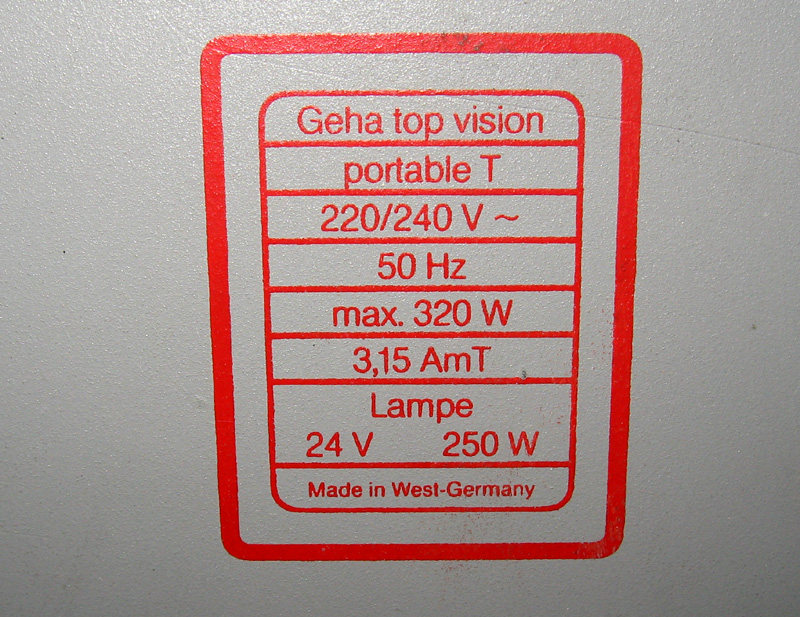 Geha top vision
portable T
220/240 V ~
50 Hz
max. 320 W
3,15 AmT
Lampe
24 V 250 W
Made in West-Germany